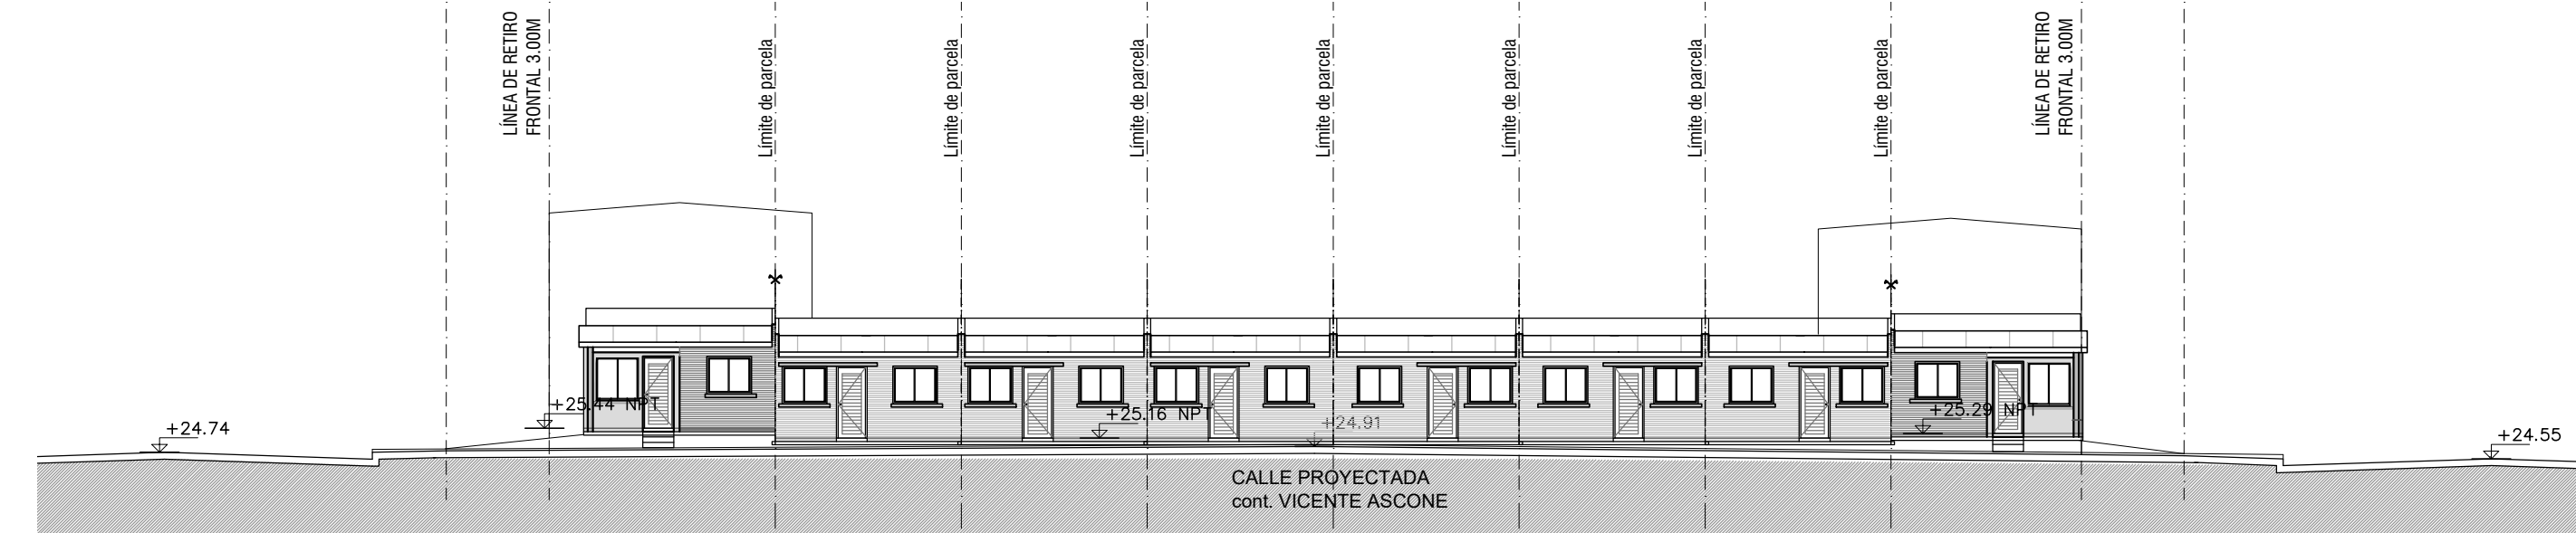 LÍNEA DE RETIRO
FRONTAL 3.00M
Límite de parcela
Límite de parcela
Límite de parcela
Límite de parcela
Límite de parcela
Límite de parcela
Límite de parcela
LÍNEA DE RETIRO
FRONTAL 3.00M
+24.74
+25.44 NPT
+25.16 NPT
+24.91
+25.29 NPT
+24.55
CALLE PROYECTADA
cont. VICENTE ASCONE